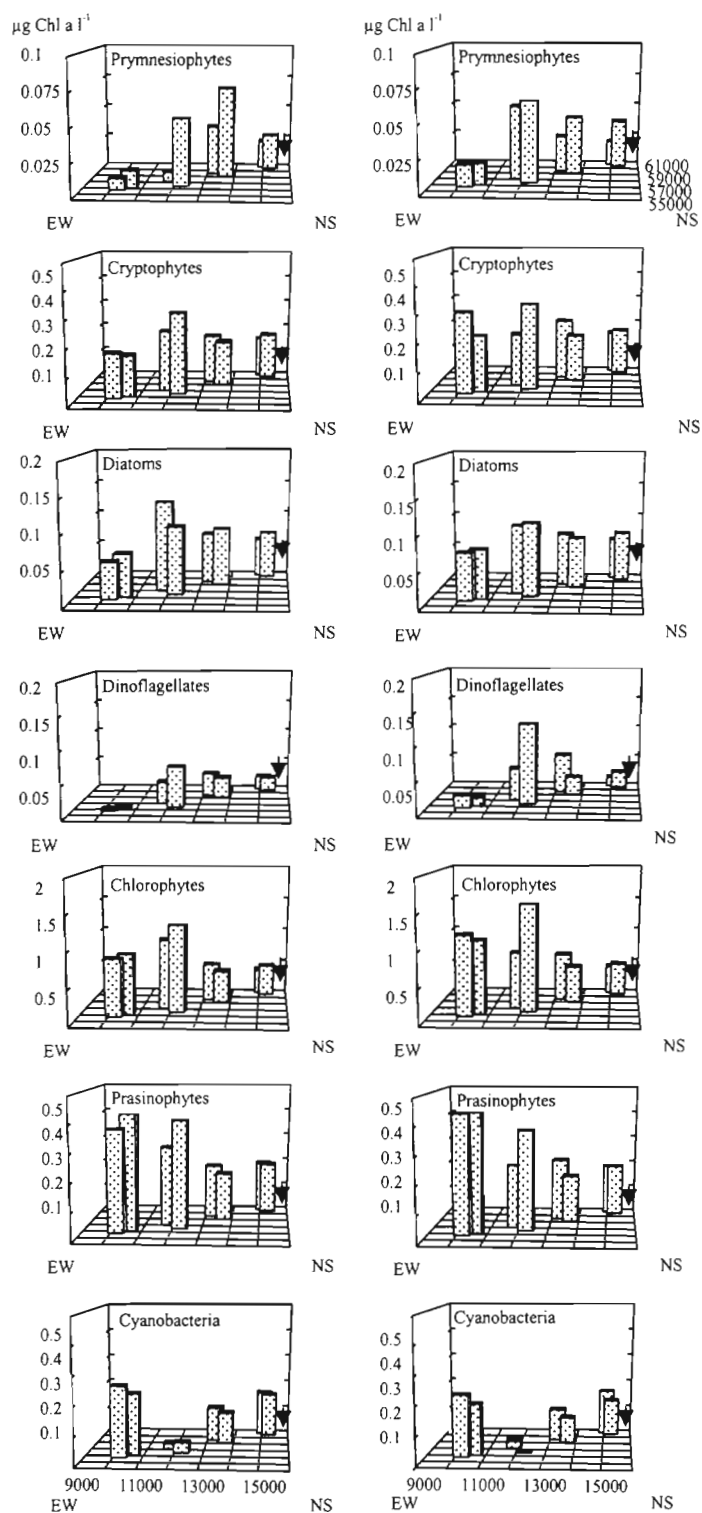 µg Chl a l⁻¹ µg Chl a l⁻¹
0.1 Prymnesiophytes 0.1 Prymnesiophytes
0.075 0.075
0.05 0.05
0.025 0.025 61000
59000
57000
55000
EW NS EW NS
Cryptophytes Cryptophytes
0.5 0.5
0.4 0.4
0.3 0.3
0.2 0.2
0.1 0.1
EW NS EW NS
0.2 Diatoms 0.2 Diatoms
0.15 0.15
0.1 0.1
0.05 0.05
EW NS EW NS
0.2 Dinoflagellates 0.2 Dinoflagellates
0.15 0.15
0.1 0.1
0.05 0.05
EW NS EW NS
2 Chlorophytes 2 Chlorophytes
1.5 1.5
1 1
0.5 0.5
EW NS EW NS
0.5 Prasinophytes 0.5 Prasinophytes
0.4 0.4
0.3 0.3
0.2 0.2
0.1 0.1
EW NS EW NS
Cyanobacteria Cyanobacteria
0.5 0.5
0.4 0.4
0.3 0.3
0.2 0.2
0.1 0.1
9000 11000 13000 15000 9000 11000 13000 15000
EW NS EW NS